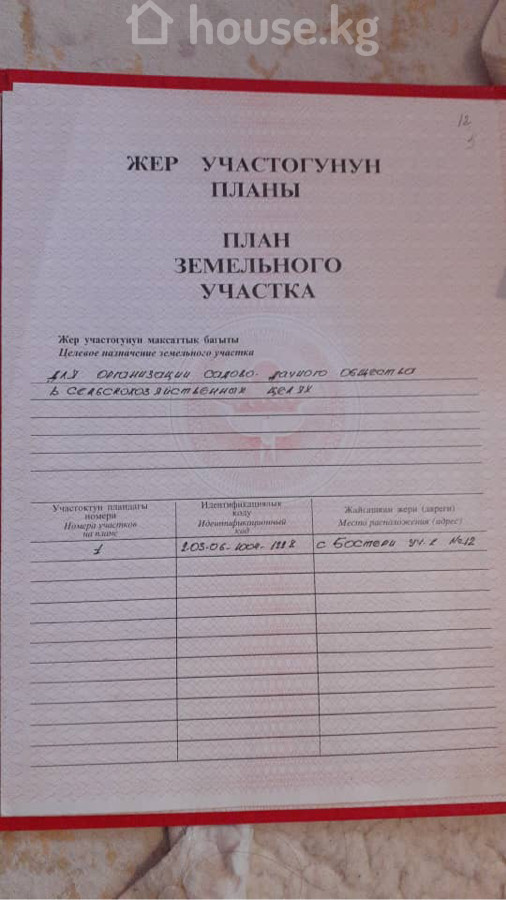 house.kg
12
ЖЕР УЧАСТОГУНУН
ПЛАНЫ
ПЛАН
ЗЕМЕЛЬНОГО
УЧАСТКА
Жер участогунун максаттык багыты
Целевое назначение земельного участка
для организации садово-дачного общества
в сельскохозяйственных целях
Участоктун пландагы
номери
Номера участков
на плане
Идентификациялык
коду
Идентификационный
код
Жайгашкан жери (дареги)
Место расположения (адрес)
1
с Бостери уч. 2 №12